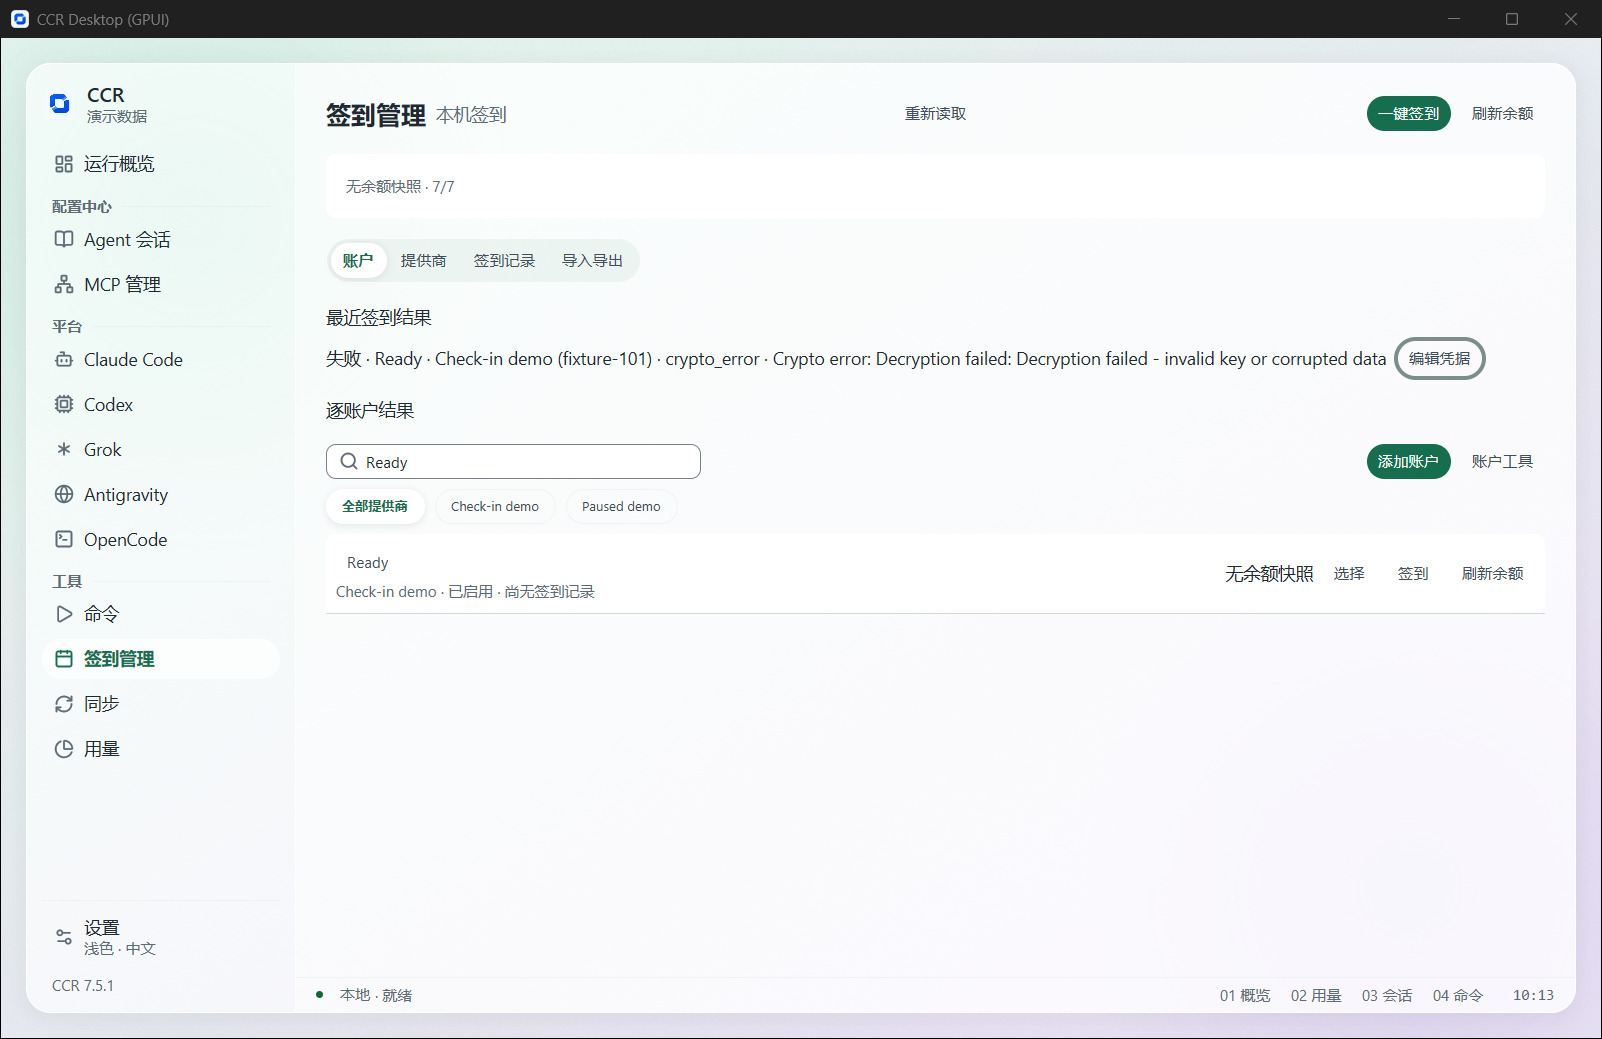 CCR Desktop (GPUI)
CCR
演示数据
运行概览
配置中心
Agent 会话
MCP 管理
平台
Claude Code
Codex
Grok
Antigravity
OpenCode
工具
命令
签到管理
同步
用量
设置
浅色 · 中文
CCR 7.5.1
签到管理 本机签到 重新读取 一键签到 刷新余额
无余额快照 · 7/7
账户 提供商 签到记录 导入导出
最近签到结果
失败 · Ready · Check-in demo (fixture-101) · crypto_error · Crypto error: Decryption failed: Decryption failed - invalid key or corrupted data 编辑凭据
逐账户结果
Ready 添加账户 账户工具
全部提供商 Check-in demo Paused demo
Ready
Check-in demo · 已启用 · 尚无签到记录
无余额快照 选择 签到 刷新余额
本地 · 就绪 01 概览 02 用量 03 会话 04 命令 10:13